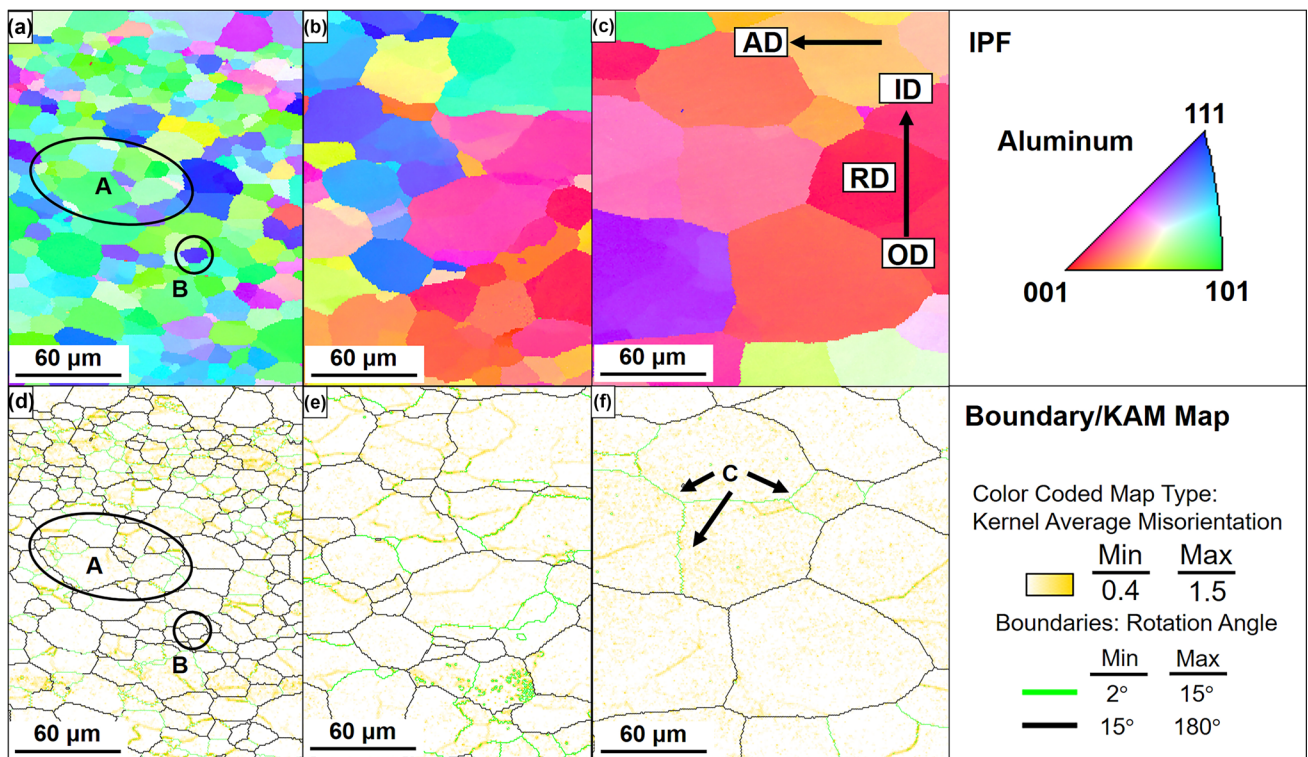 (a)
(b)
(c)
AD
ID
RD
OD
A
B
60 µm
60 µm
60 µm
IPF
Aluminum
111
001
101
(d)
(e)
(f)
A
B
C
60 µm
60 µm
60 µm
Boundary/KAM Map
Color Coded Map Type:
Kernel Average Misorientation
Min Max
0.4 1.5
Boundaries: Rotation Angle
Min Max
2° 15°
15° 180°